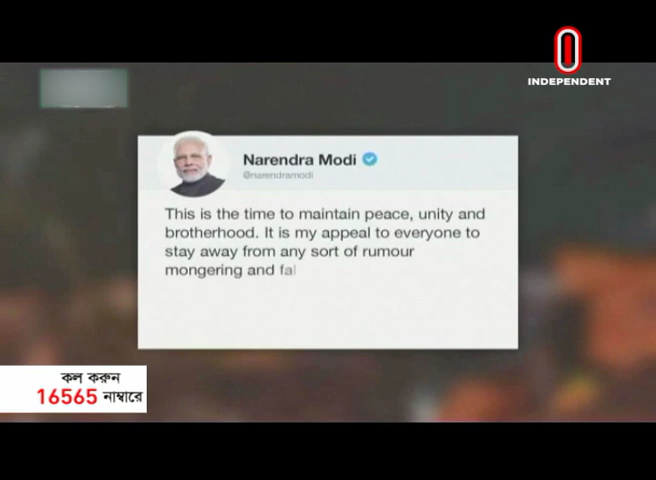 INDEPENDENT
Narendra Modi
@narendramodi
This is the time to maintain peace, unity and
brotherhood. It is my appeal to everyone to
stay away from any sort of rumour
mongering and fal
কল করুন
16565 নাম্বারে